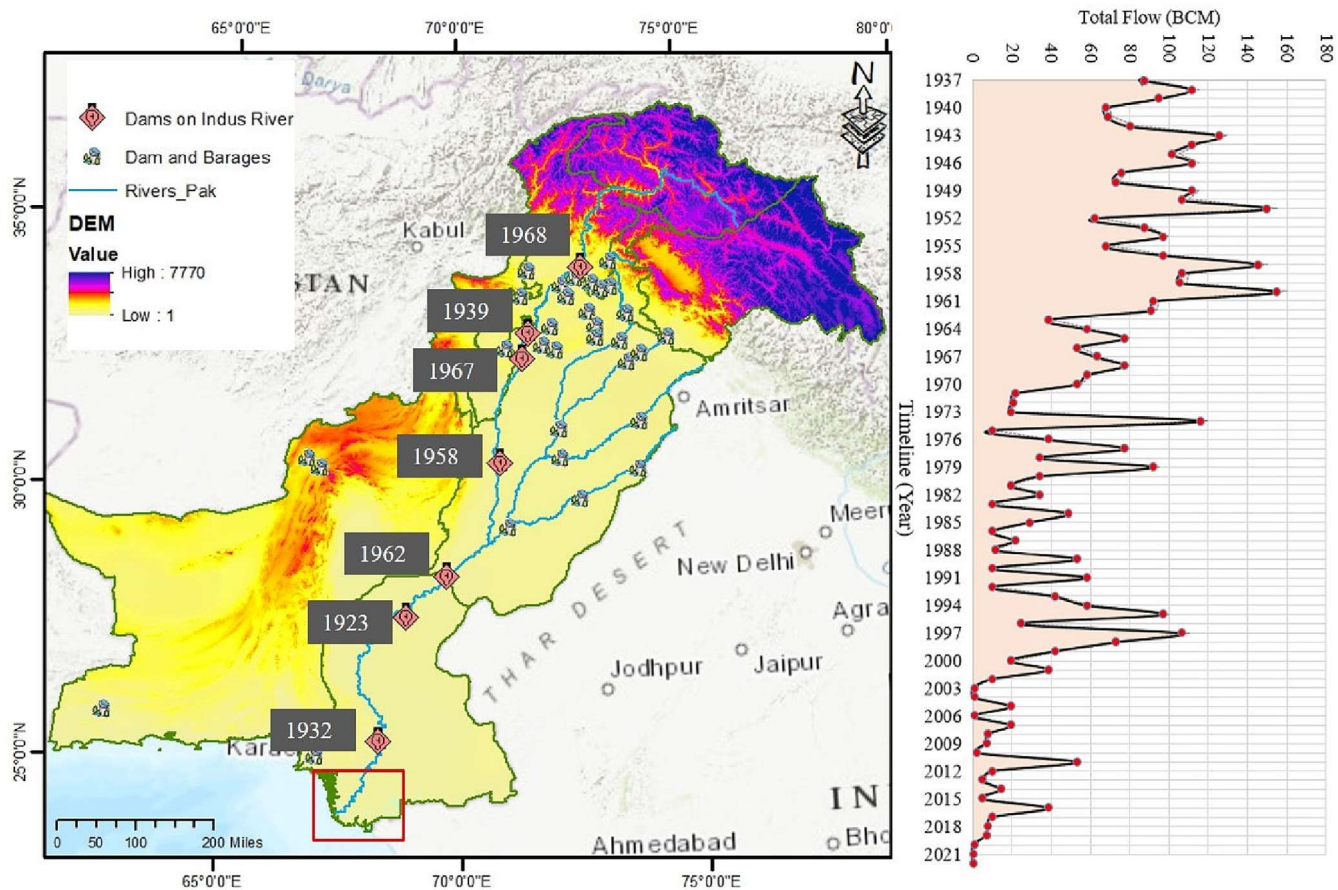 65°0'0"E
70°0'0"E
75°0'0"E
80°0'
Darya
N
Dams on Indus River
Dam and Barages
Rivers_Pak
DEM
Value
High : 7770
Low : 1
35°0'0"N
30°0'0"N
25°0'0"N
Kabul
STAN
1968
1939
1967
1958
1962
1923
1932
Amritsar
Meeru
New Delhi
THAR DESERT
Agra
Jodhpur
Jaipur
Karac
IN
Ahmedabad
Bho
0 50 100 200 Miles
65°0'0"E
70°0'0"E
75°0'0"E
Total Flow (BCM)
0 20 40 60 80 100 120 140 160 180
Timeline (Year)
1937
1940
1943
1946
1949
1952
1955
1958
1961
1964
1967
1970
1973
1976
1979
1982
1985
1988
1991
1994
1997
2000
2003
2006
2009
2012
2015
2018
2021